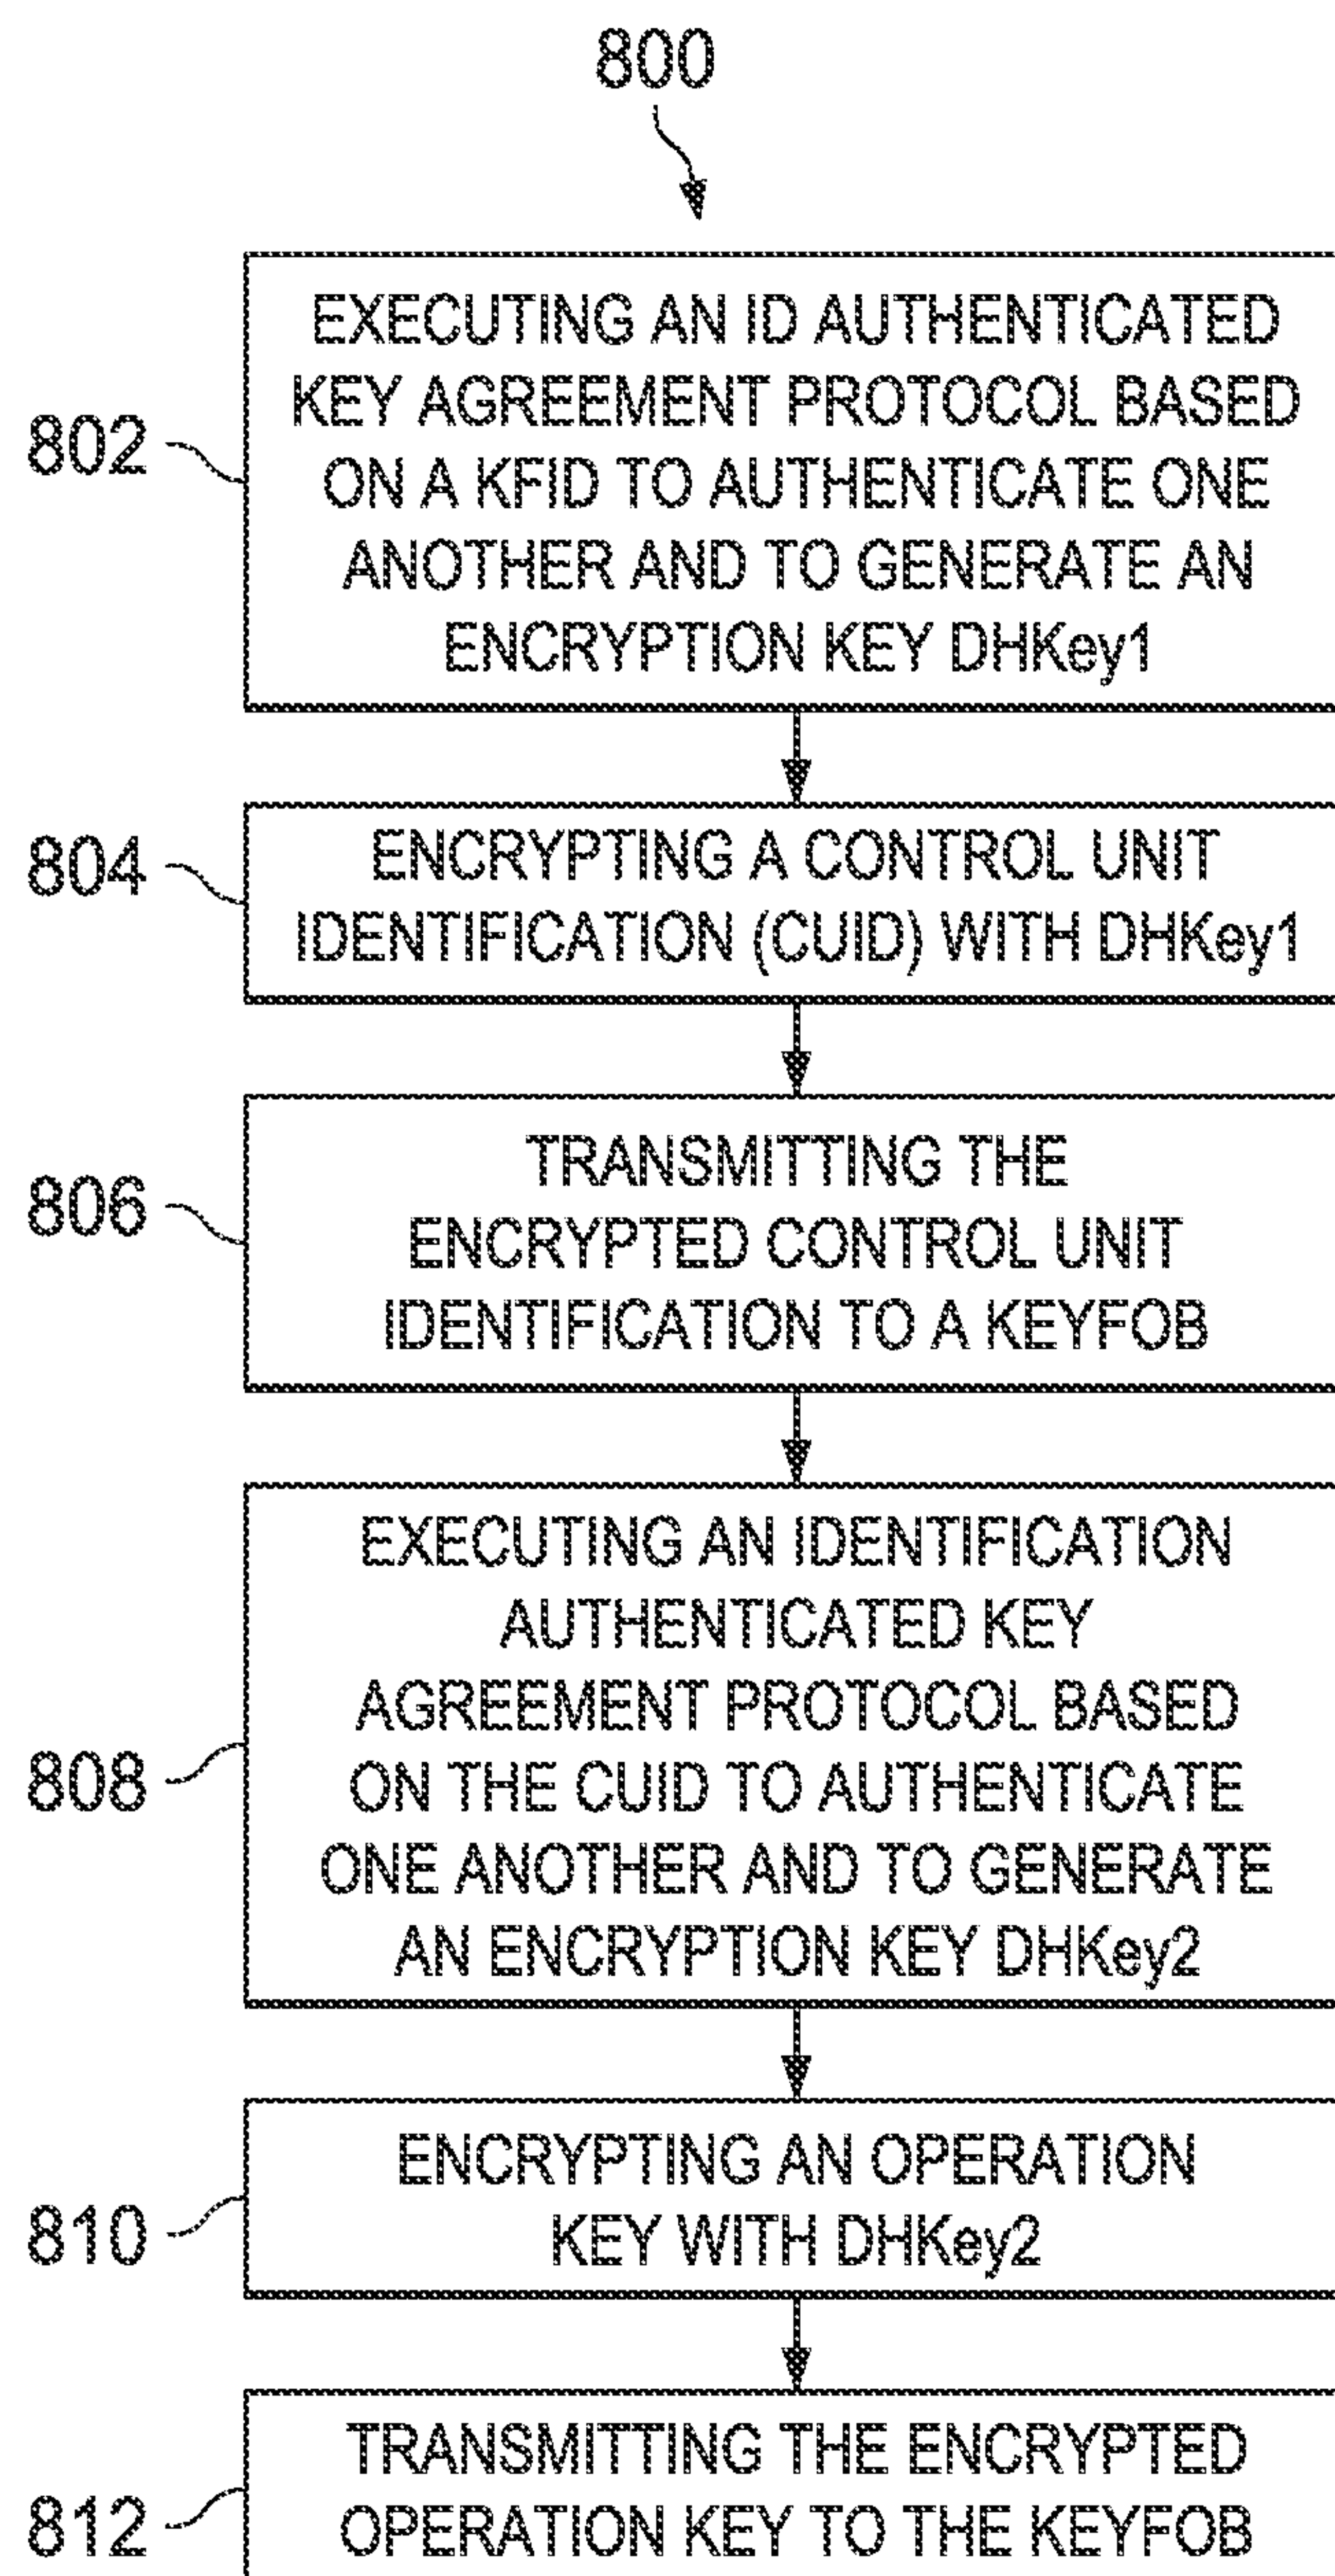 800
802
EXECUTING AN ID AUTHENTICATED
KEY AGREEMENT PROTOCOL BASED
ON A KFID TO AUTHENTICATE ONE
ANOTHER AND TO GENERATE AN
ENCRYPTION KEY DHKey1
804
ENCRYPTING A CONTROL UNIT
IDENTIFICATION (CUID) WITH DHKey1
806
TRANSMITTING THE
ENCRYPTED CONTROL UNIT
IDENTIFICATION TO A KEYFOB
808
EXECUTING AN IDENTIFICATION
AUTHENTICATED KEY
AGREEMENT PROTOCOL BASED
ON THE CUID TO AUTHENTICATE
ONE ANOTHER AND TO GENERATE
AN ENCRYPTION KEY DHKey2
810
ENCRYPTING AN OPERATION
KEY WITH DHKey2
812
TRANSMITTING THE ENCRYPTED
OPERATION KEY TO THE KEYFOB